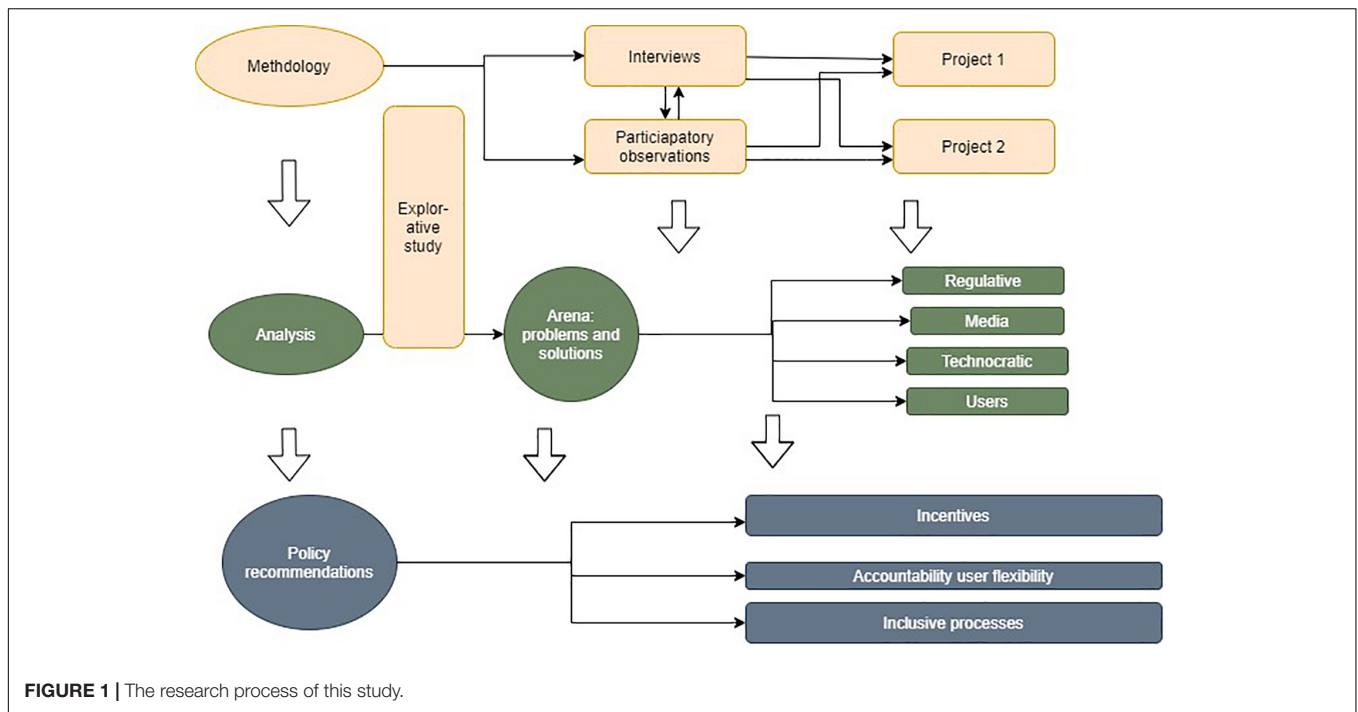 Methdology
Interviews
Project 1
Particiapatory
observations
Project 2
Explor-
ative
study
Analysis
Arena:
problems and
solutions
Regulative
Media
Technocratic
Users
Policy
recommendations
Incentives
Accountability user flexibility
Inclusive processes
FIGURE 1 | The research process of this study.